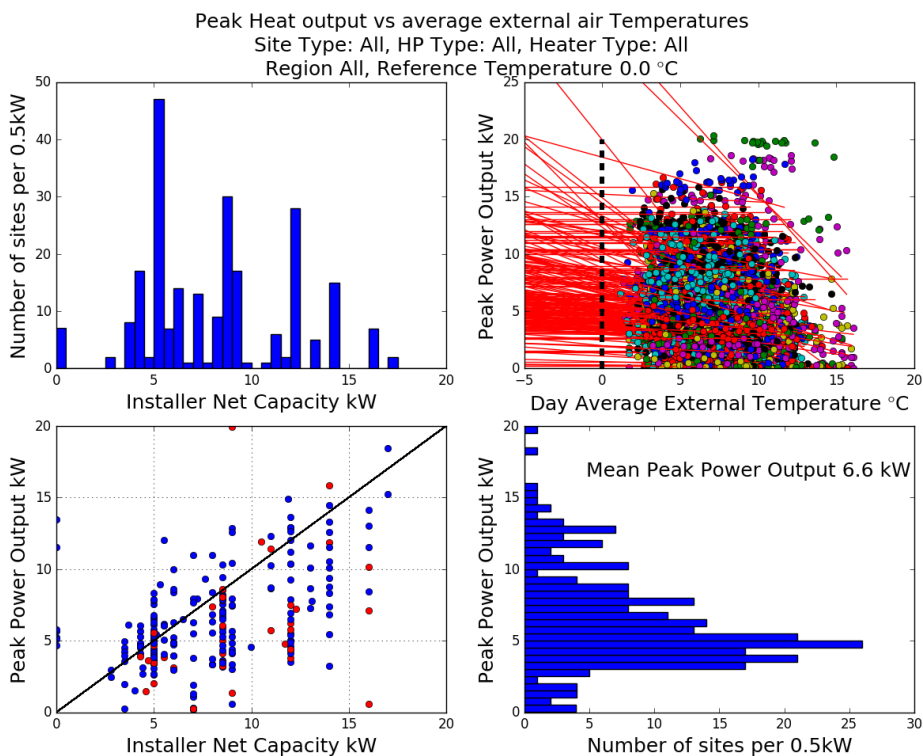 Peak Heat output vs average external air Temperatures
Site Type: All, HP Type: All, Heater Type: All
Region All, Reference Temperature 0.0 °C
Number of sites per 0.5kW
50
40
30
20
10
0
0 5 10 15 20
Installer Net Capacity kW
Peak Power Output kW
25
20
15
10
5
0
−5 0 5 10 15 20
Day Average External Temperature °C
Peak Power Output kW
20
15
10
5
0
0 5 10 15 20
Installer Net Capacity kW
Peak Power Output kW
20
15
10
5
0
Mean Peak Power Output 6.6 kW
0 5 10 15 20 25 30
Number of sites per 0.5kW